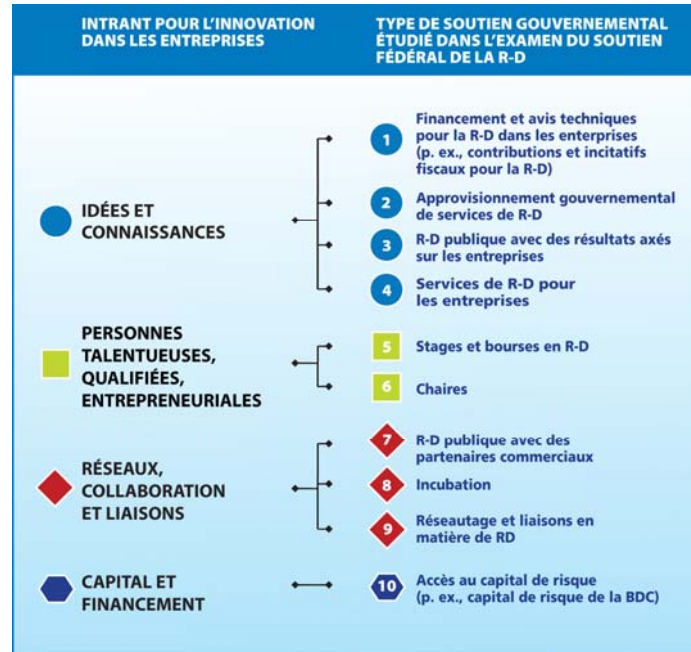 INTRANT POUR L'INNOVATION
DANS LES ENTREPRISES
TYPE DE SOUTIEN GOUVERNEMENTAL
ÉTUDIÉ DANS L'EXAMEN DU SOUTIEN
FÉDÉRAL DE LA R-D
IDÉES ET
CONNAISSANCES
1
Financement et avis techniques
pour la R-D dans les enterprises
(p. ex., contributions et incitatifs
fiscaux pour la R-D)
2
Approvisionnement gouvernemental
de services de R-D
3
R-D publique avec des résultats axés
sur les entreprises
4
Services de R-D pour
les entreprises
PERSONNES
TALENTUEUSES,
QUALIFIÉES,
ENTREPRENEURIALES
5
Stages et bourses en R-D
6
Chaires
RÉSEAUX,
COLLABORATION
ET LIAISONS
7
R-D publique avec des
partenaires commerciaux
8
Incubation
9
Réseautage et liaisons en
matière de RD
CAPITAL ET
FINANCEMENT
10
Accès au capital de risque
(p. ex., capital de risque de la BDC)